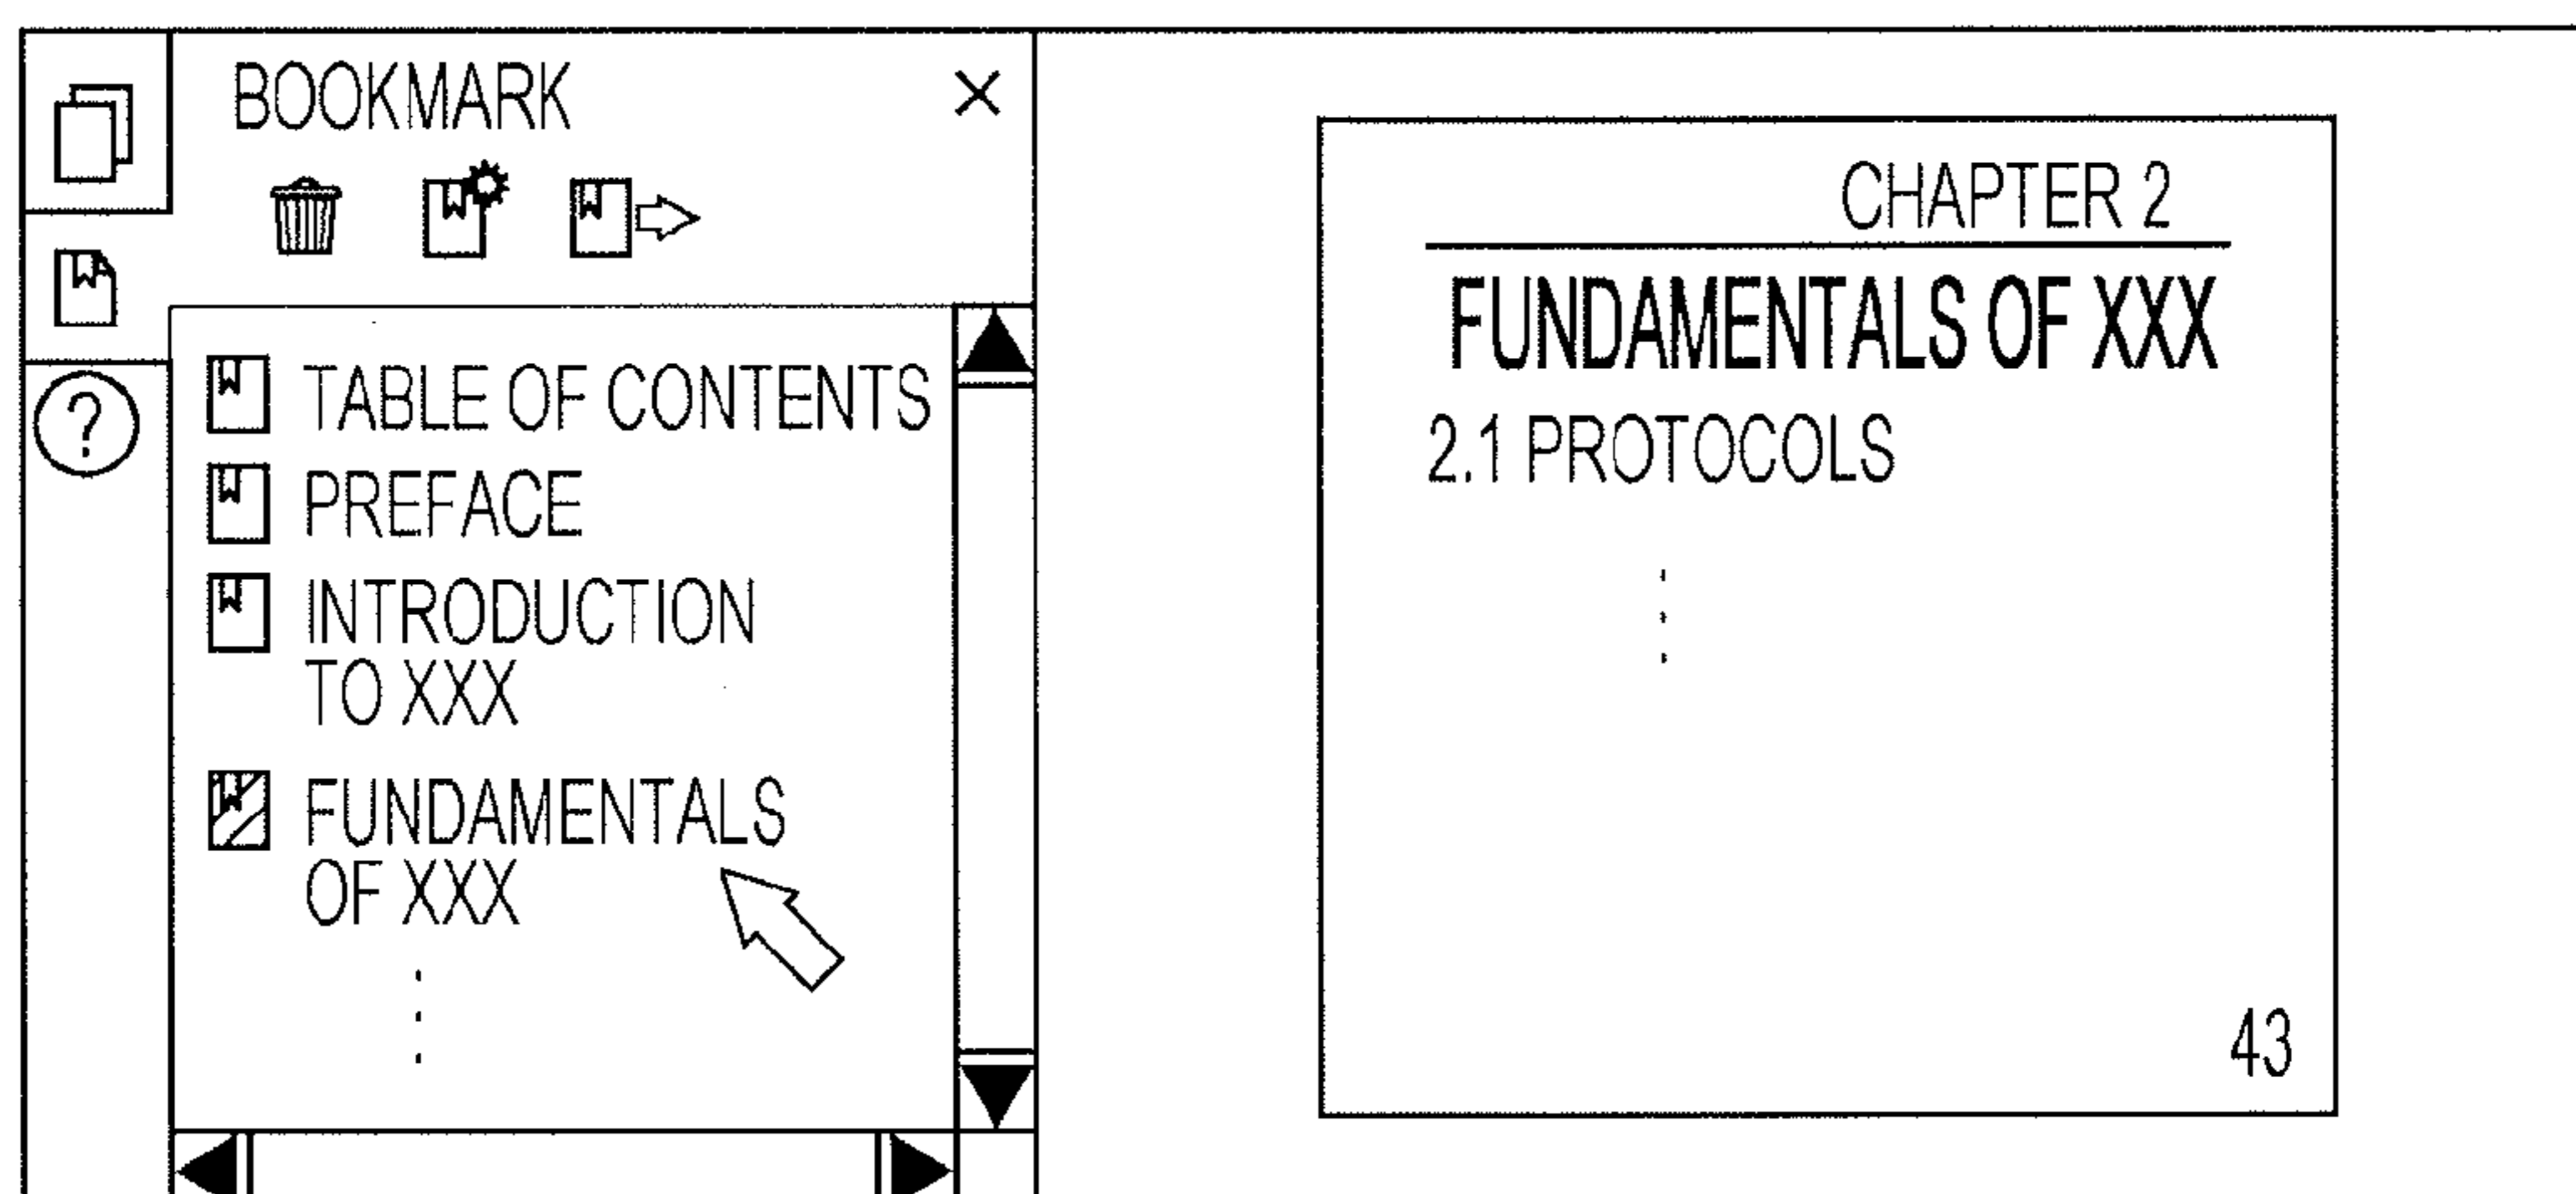 BOOKMARK
?
TABLE OF CONTENTS
PREFACE
INTRODUCTION
TO XXX
FUNDAMENTALS
OF XXX
CHAPTER 2
FUNDAMENTALS OF XXX
2.1 PROTOCOLS
43